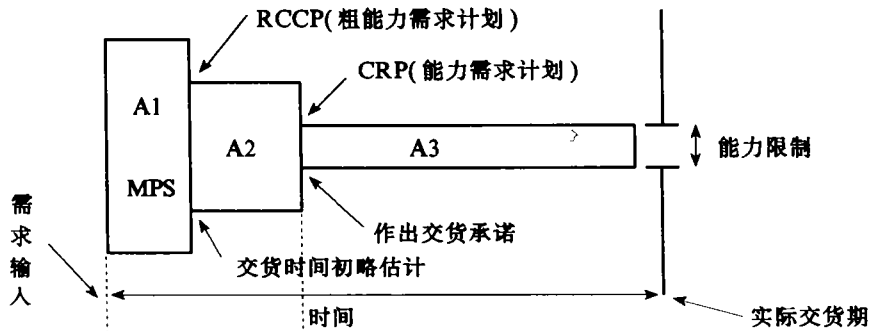 RCCP(粗能力需求计划)
CRP(能力需求计划)
A1
A2
A3
能力限制
MPS
需求输入
作出交货承诺
交货时间初略估计
时间
实际交货期